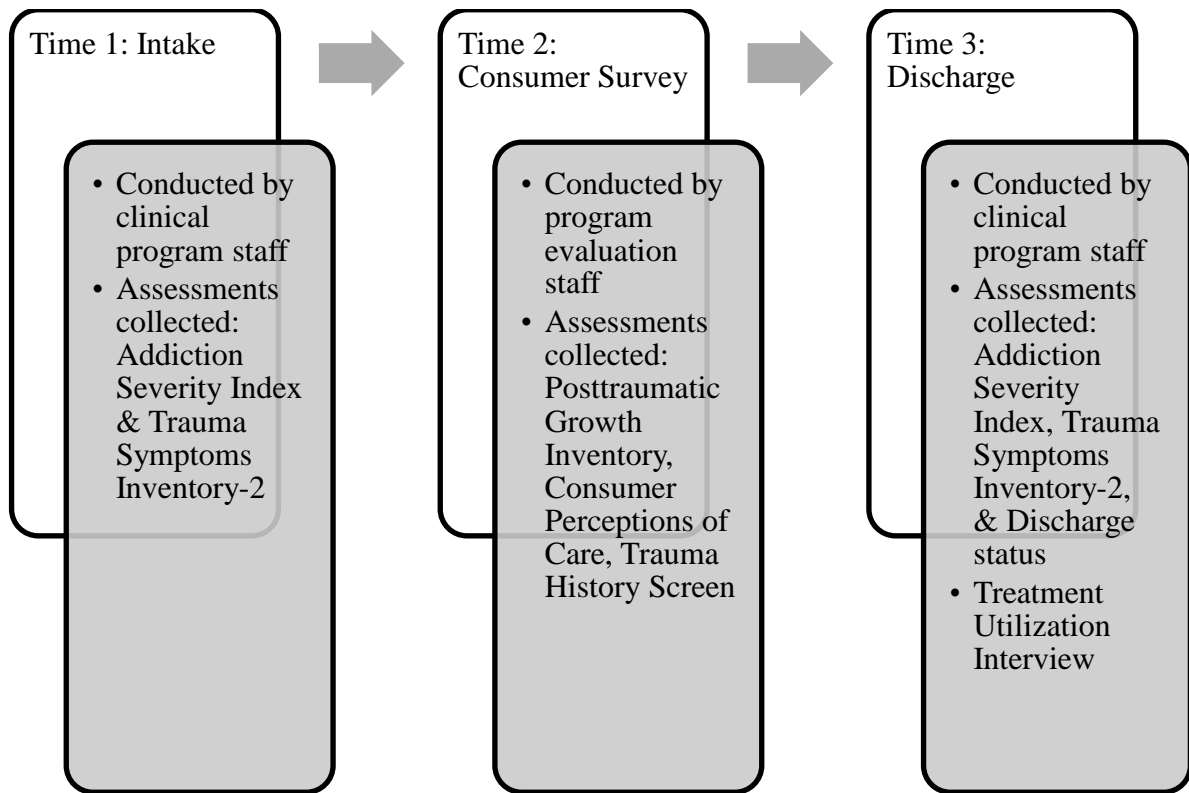 Time 1: Intake
• Conducted by
clinical
program staff
• Assessments
collected:
Addiction
Severity Index
& Trauma
Symptoms
Inventory-2
Time 2:
Consumer Survey
• Conducted by
program
evaluation
staff
• Assessments
collected:
Posttraumatic
Growth
Inventory,
Consumer
Perceptions of
Care, Trauma
History Screen
Time 3:
Discharge
• Conducted by
clinical
program staff
• Assessments
collected:
Addiction
Severity
Index, Trauma
Symptoms
Inventory-2,
& Discharge
status
• Treatment
Utilization
Interview